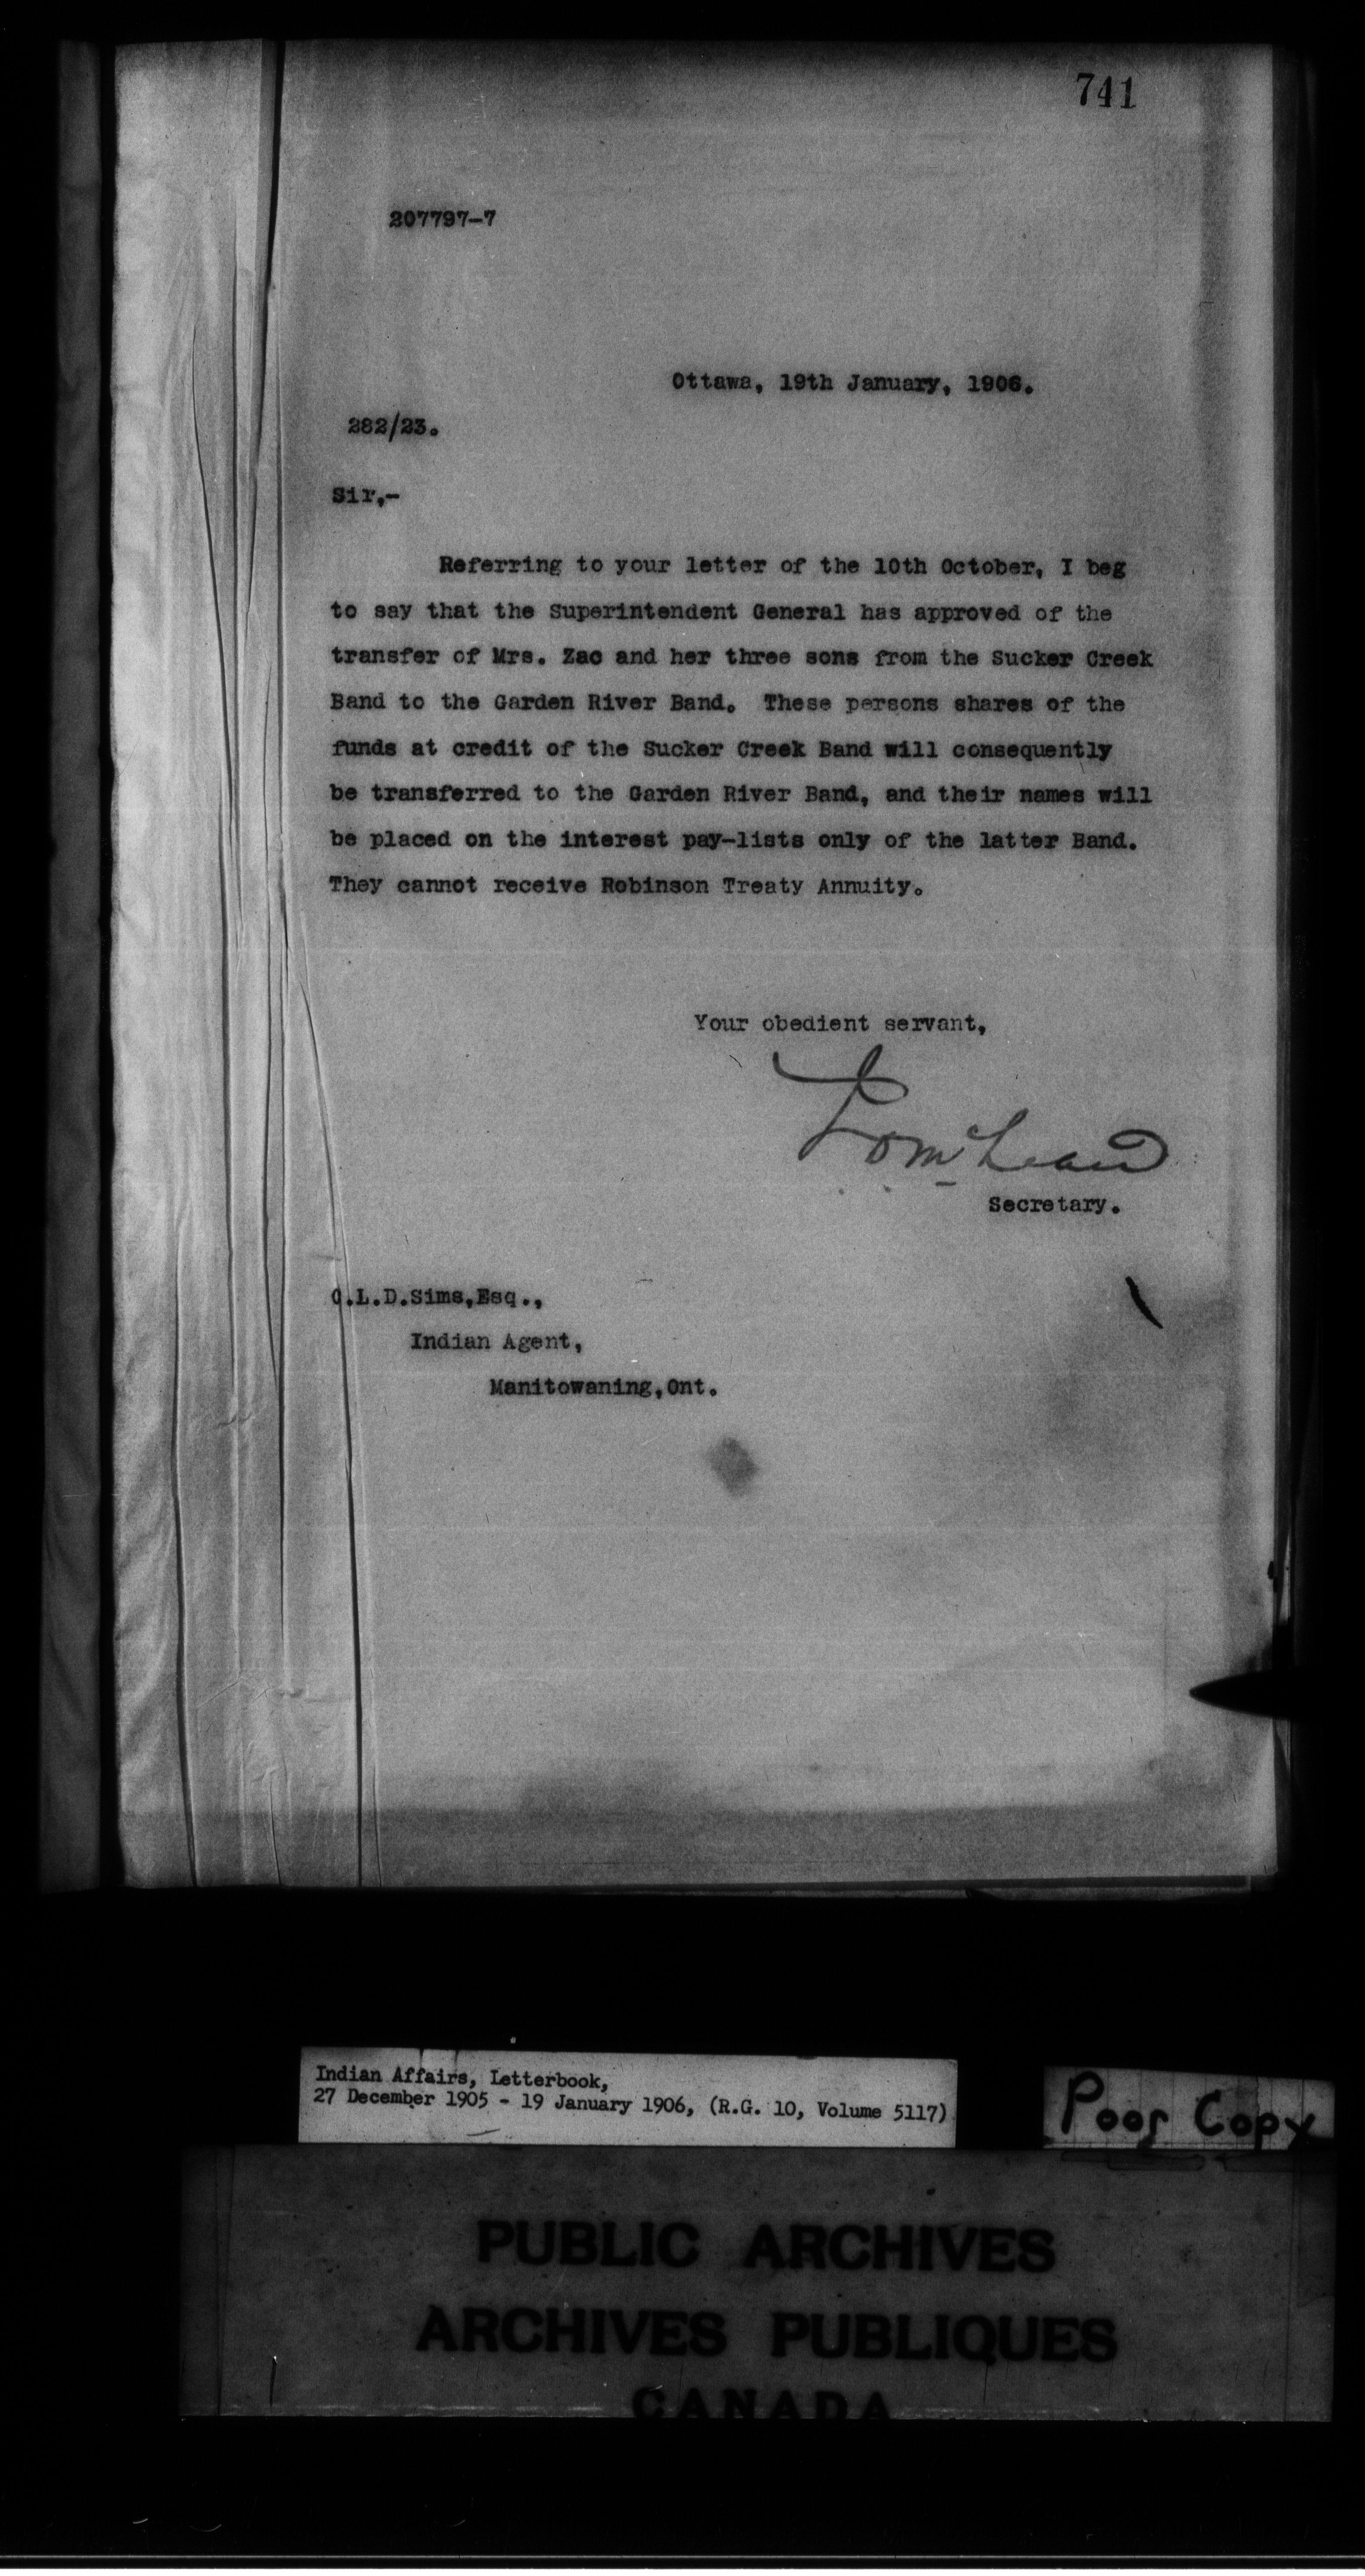 741
207797-7
Ottawa, 19th January, 1906.
282/23.
Sir,-
Referring to your letter of the 10th October, I beg
to say that the Superintendent General has approved of the
transfer of Mrs. Zac and her three sons from the Sucker Creek
Band to the Garden River Band. These persons shares of the
funds at credit of the Sucker Creek Band will consequently
be transferred to the Garden River Band, and their names will
be placed on the interest pay-lists only of the latter Band.
They cannot receive Robinson Treaty Annuity.
Your obedient servant,
McLean
Secretary.
C.L.D.Sims,Esq.,
Indian Agent,
Manitowaning,Ont.
Indian Affairs, Letterbook,
27 December 1905 - 19 January 1906, (R.G. 10, Volume 5117)
Poor Copy
PUBLIC ARCHIVES
ARCHIVES PUBLIQUES
CANADA